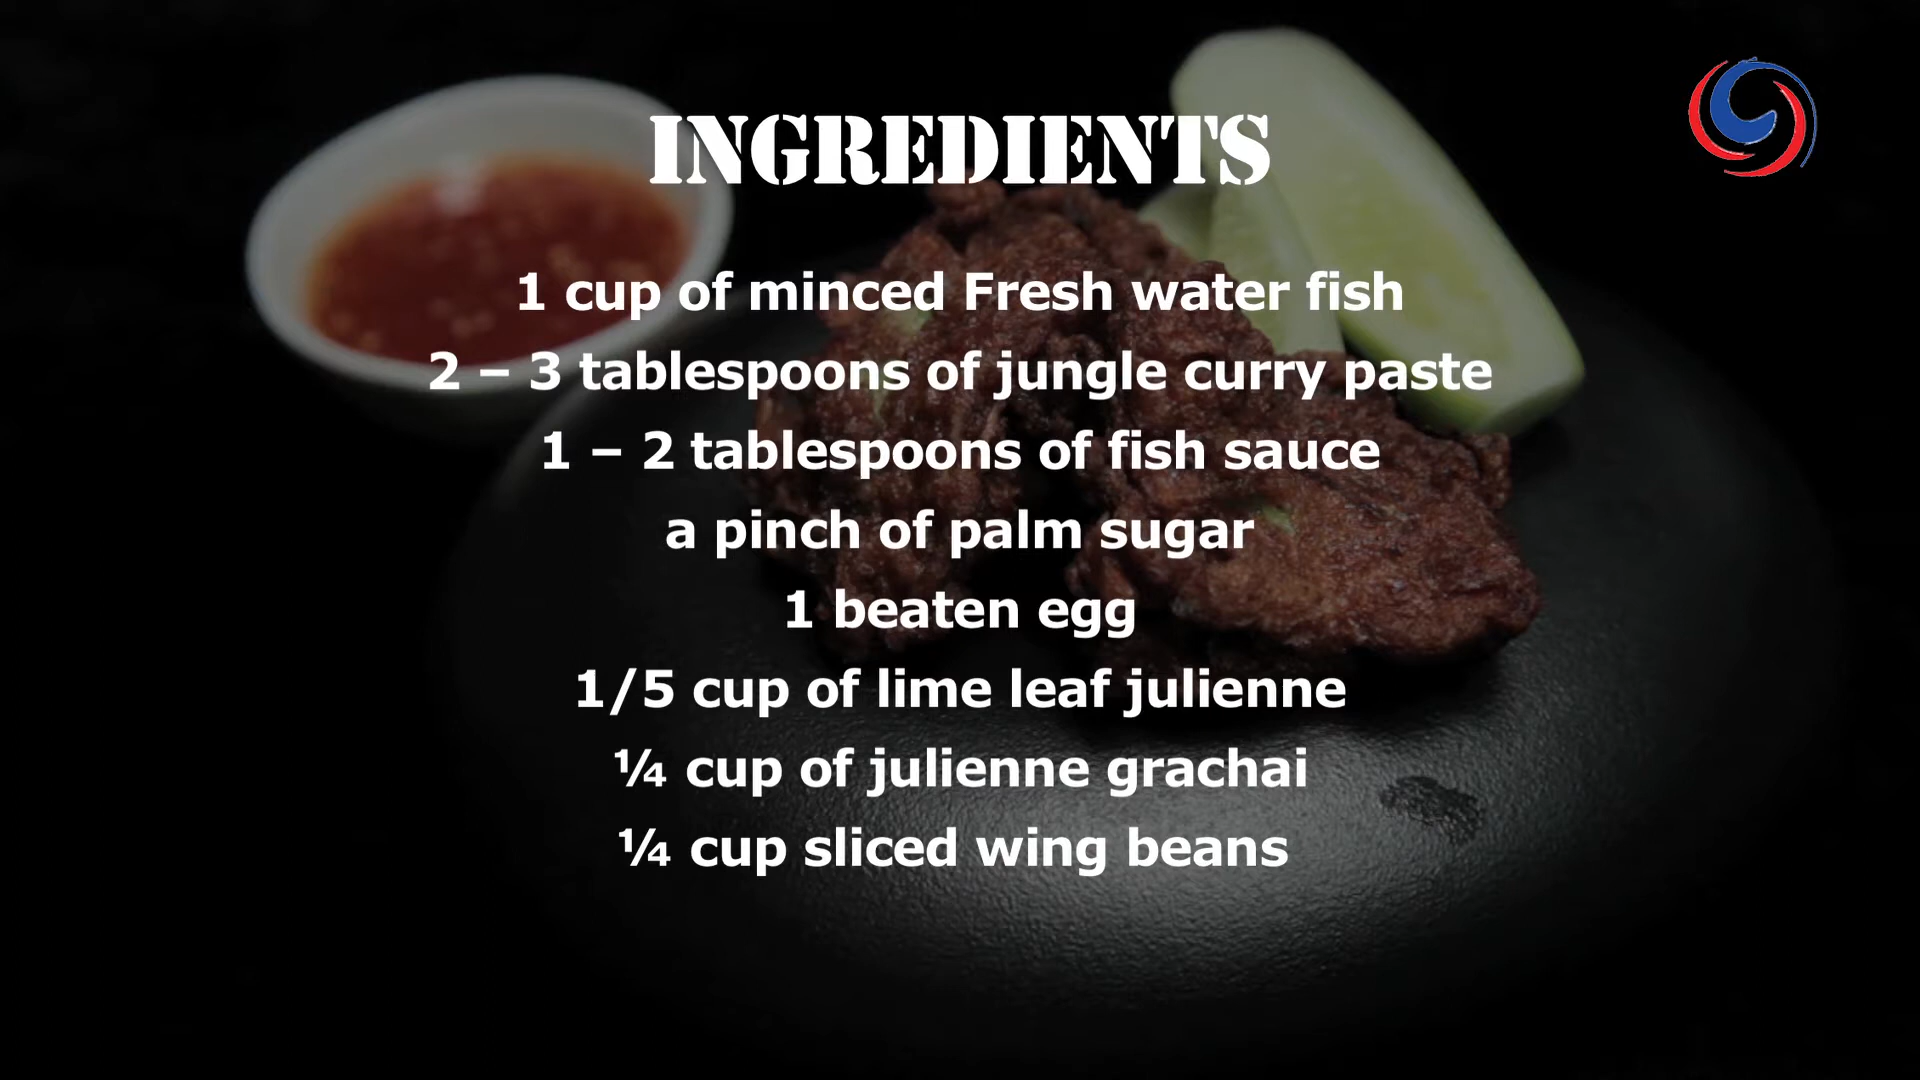 INGREDIENTS
1 cup of minced Fresh water fish
2 – 3 tablespoons of jungle curry paste
1 – 2 tablespoons of fish sauce
a pinch of palm sugar
1 beaten egg
1/5 cup of lime leaf julienne
¼ cup of julienne grachai
¼ cup sliced wing beans